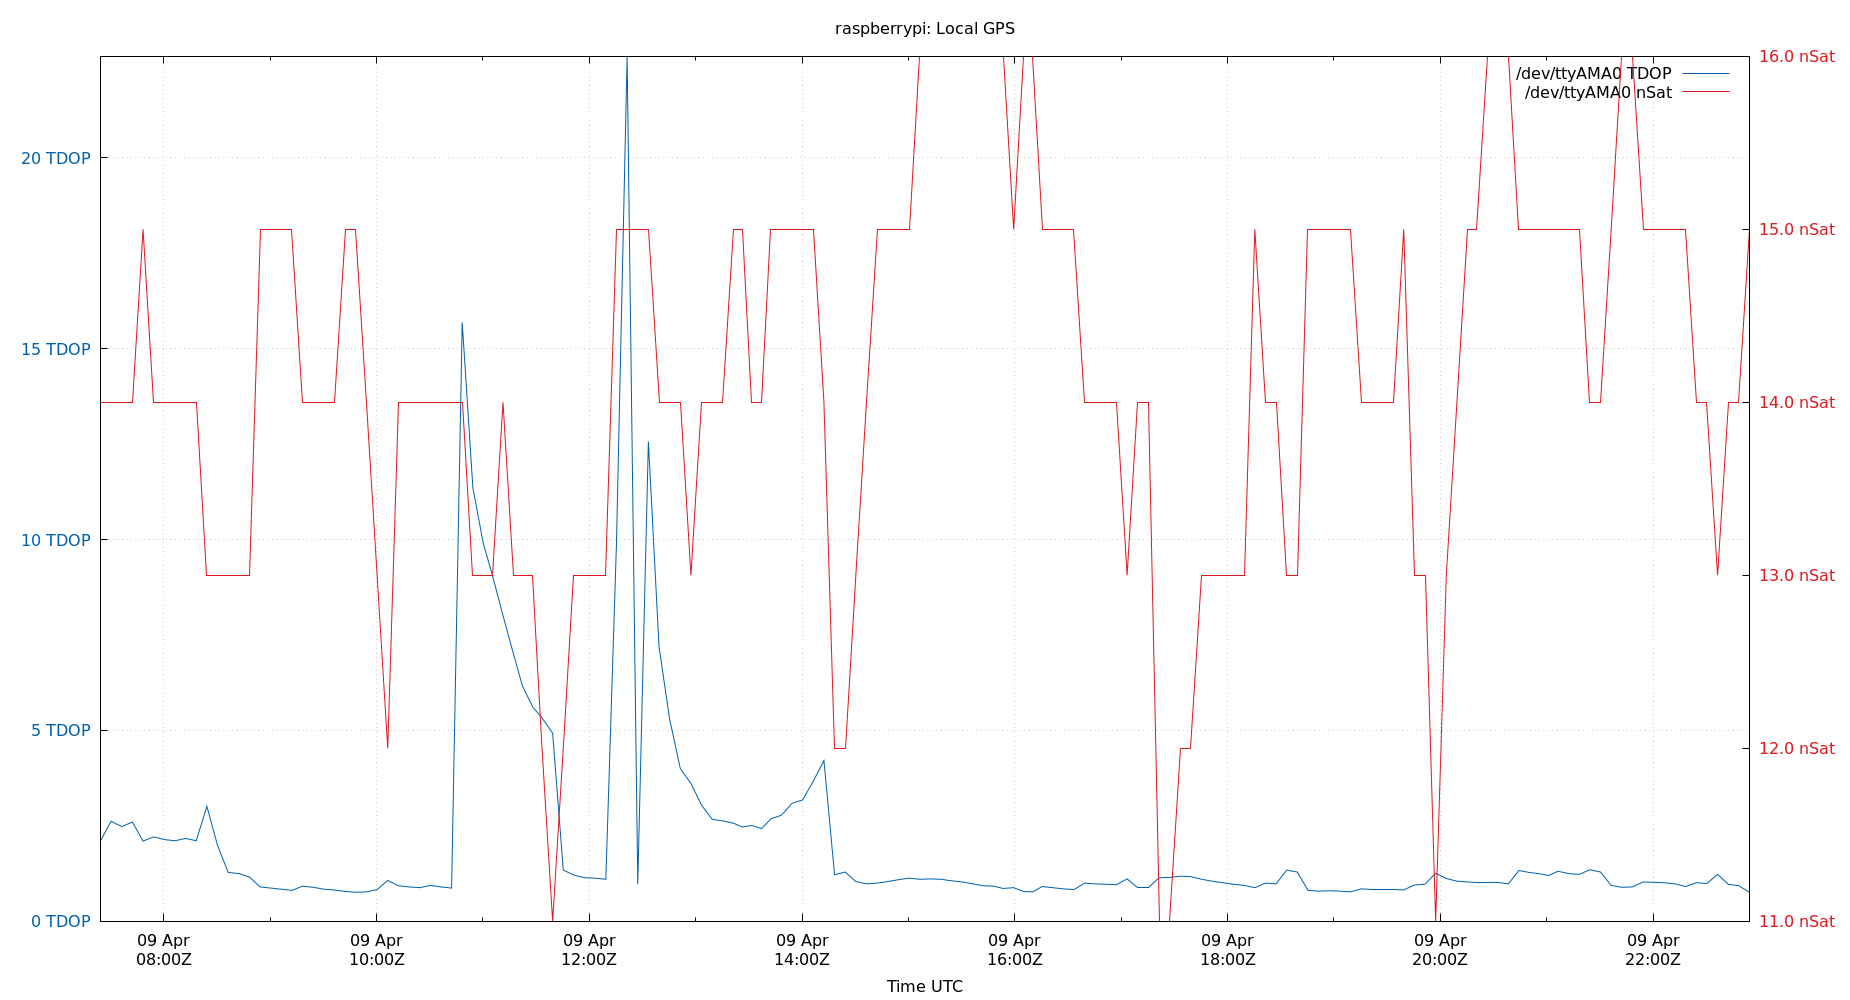 raspberrypi: Local GPS
/dev/ttyAMA0 TDOP
/dev/ttyAMA0 nSat
20 TDOP
15 TDOP
10 TDOP
5 TDOP
0 TDOP
16.0 nSat
15.0 nSat
14.0 nSat
13.0 nSat
12.0 nSat
11.0 nSat
09 Apr
08:00Z
09 Apr
10:00Z
09 Apr
12:00Z
09 Apr
14:00Z
09 Apr
16:00Z
09 Apr
18:00Z
09 Apr
20:00Z
09 Apr
22:00Z
Time UTC